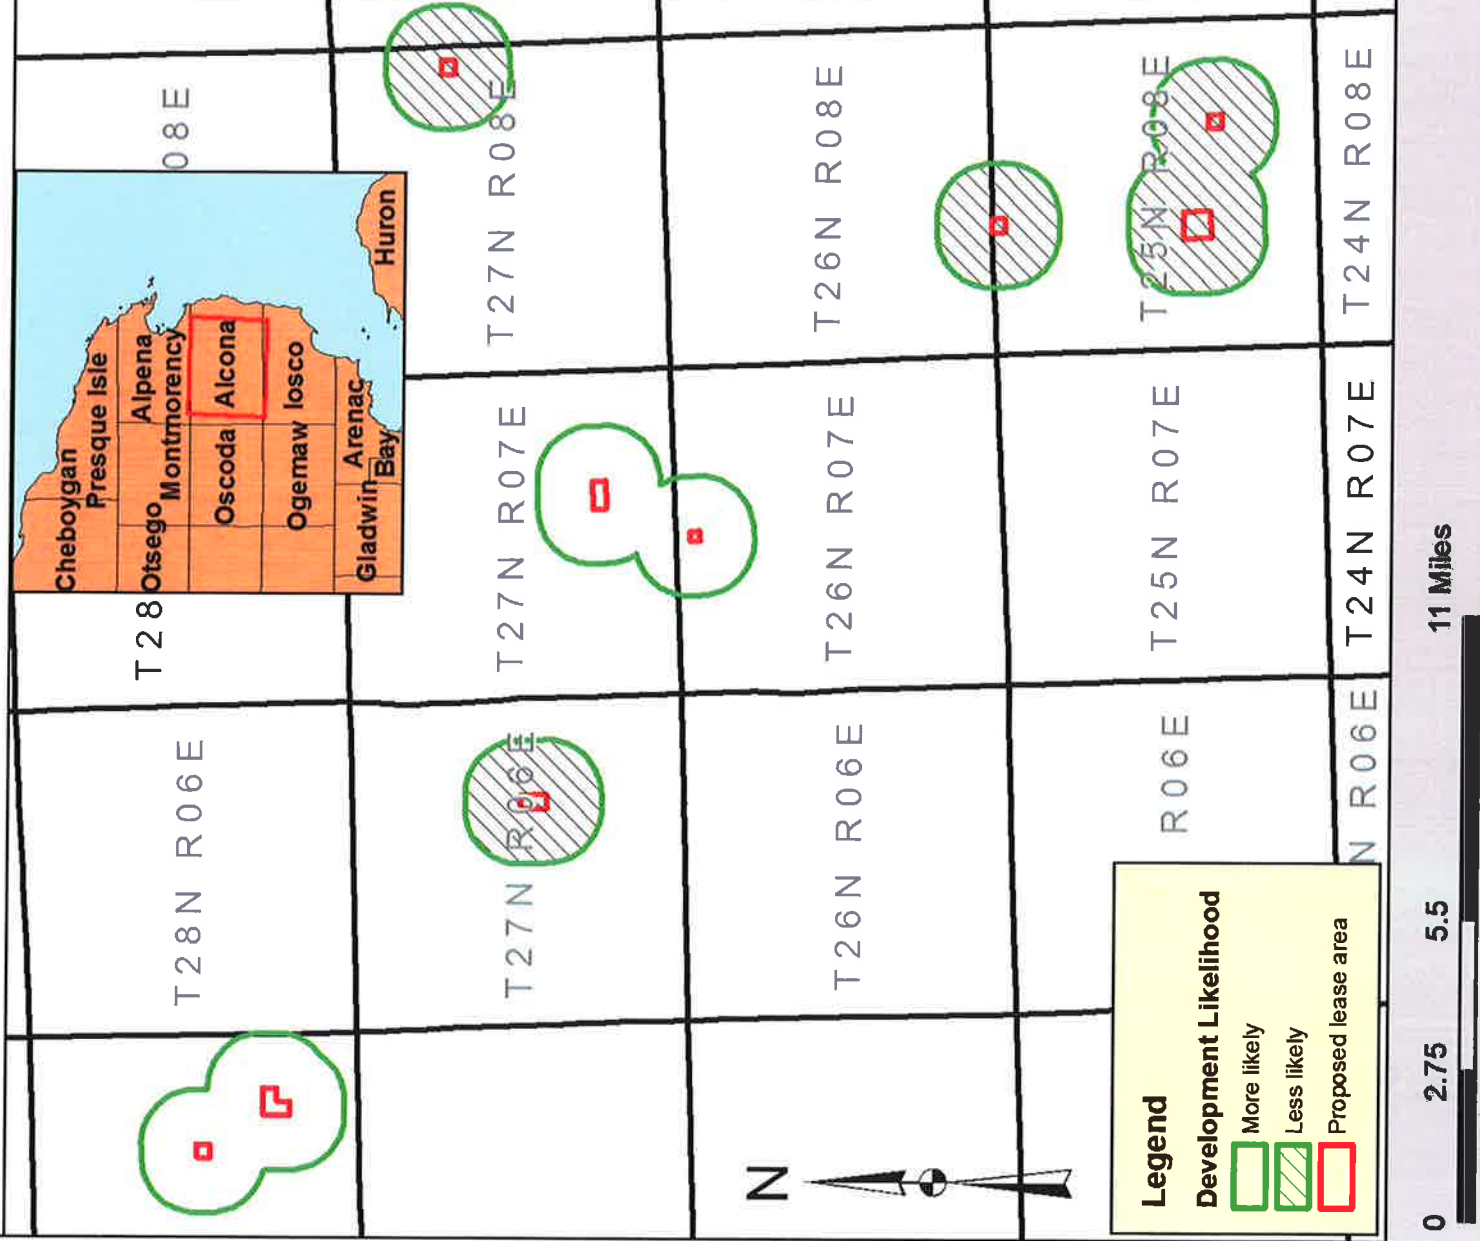 08E
T28
T28N R06E
T27N R08E
T27N R07E
T27N R06E
T26N R08E
T26N R07E
T26N R06E
T25N R08E
T25N R07E
R06E
T24N R08E
T24N R07E
N R06E
Cheboygan
Presque Isle
Otsego
Montmorency
Alpena
Oscoda
Alcona
Ogemaw
Iosco
Gladwin
Arenac
Bay
Huron
N
Legend
Development Likelihood
More likely
Less likely
Proposed lease area
0 2.75 5.5 11 Miles